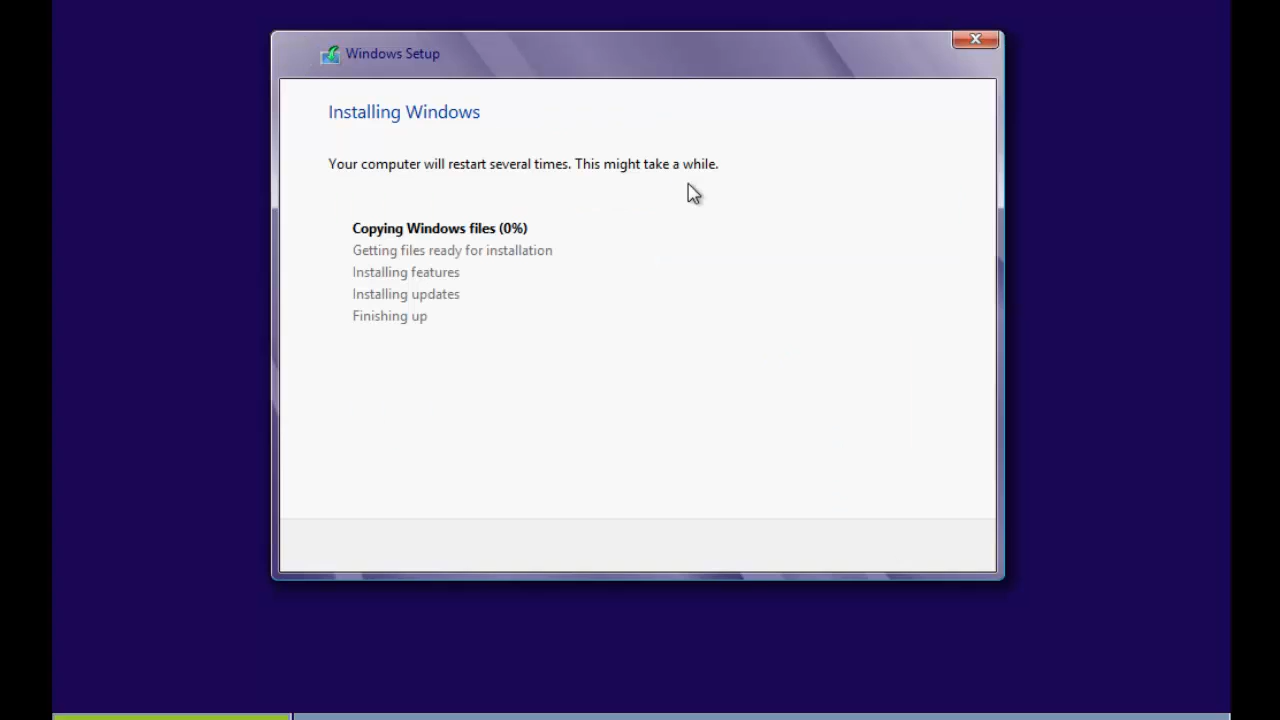 Windows Setup
Installing Windows
Your computer will restart several times. This might take a while.
Copying Windows files (0%)
Getting files ready for installation
Installing features
Installing updates
Finishing up